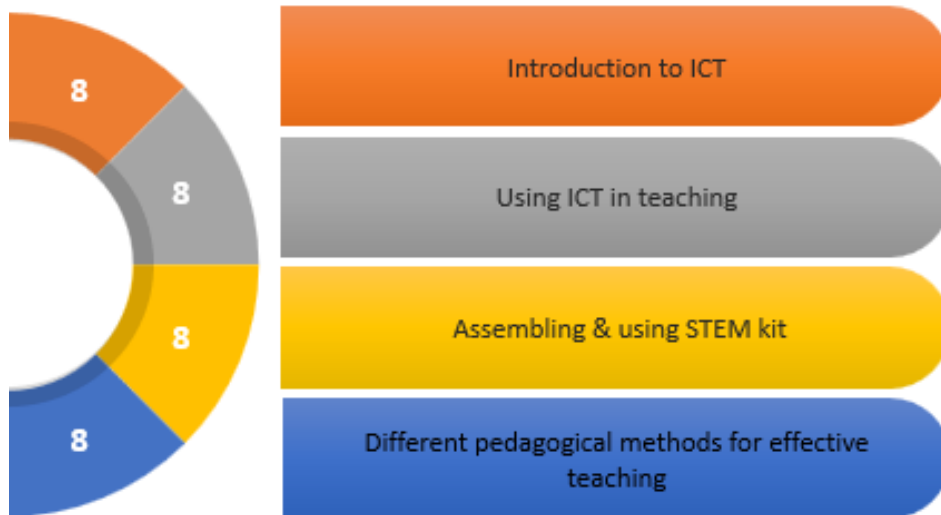 8
Introduction to ICT
8
Using ICT in teaching
8
Assembling & using STEM kit
8
Different pedagogical methods for effective
teaching